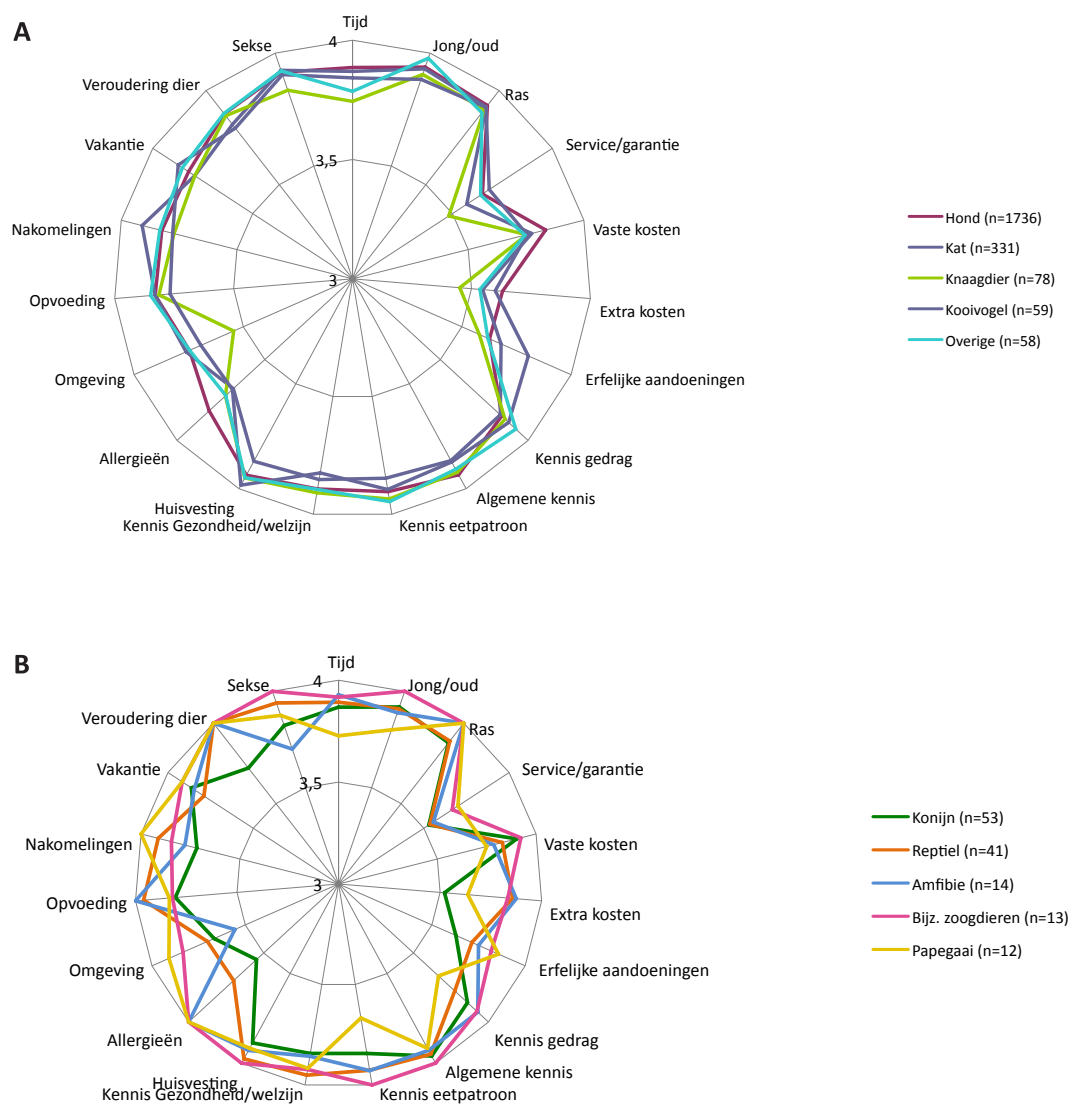 A
Tijd
4
Sekse
Jong/oud
Veroudering dier
Ras
Vakantie
Service/garantie
3,5
Nakomelingen
Vaste kosten
Hond (n=1736)
Kat (n=331)
3
Knaagdier (n=78)
Opvoeding
Extra kosten
Kooivogel (n=59)
Overige (n=58)
Omgeving
Erfelijke aandoeningen
Allergieën
Kennis gedrag
Algemene kennis
Huisvesting
Kennis Gezondheid/welzijn
Kennis eetpatroon
B
Tijd
4
Sekse
Jong/oud
Veroudering dier
Ras
Vakantie
Service/garantie
3,5
Nakomelingen
Vaste kosten
Konijn (n=53)
Reptiel (n=41)
3
Amfibie (n=14)
Opvoeding
Extra kosten
Bijz. zoogdieren (n=13)
Papegaai (n=12)
Omgeving
Erfelijke aandoeningen
Allergieën
Kennis gedrag
Algemene kennis
Huisvesting
Kennis Gezondheid/welzijn
Kennis eetpatroon